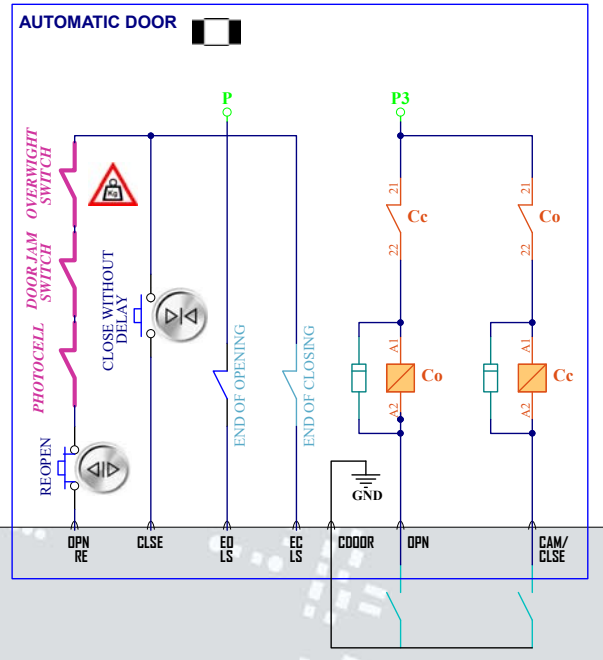 AUTOMATIC DOOR
P
P3
OVERWIGHT
SWITCH
Kg
21
Cc
22
21
Co
22
DOOR JAM
SWITCH
CLOSE WITHOUT
DELAY
PHOTOCELL
END OF OPENING
END OF CLOSING
A1
Co
A2
A1
Cc
A2
REOPEN
GND
OPN
RE
CLSE
EO
LS
EC
LS
CDOOR
OPN
CAM/
CLSE